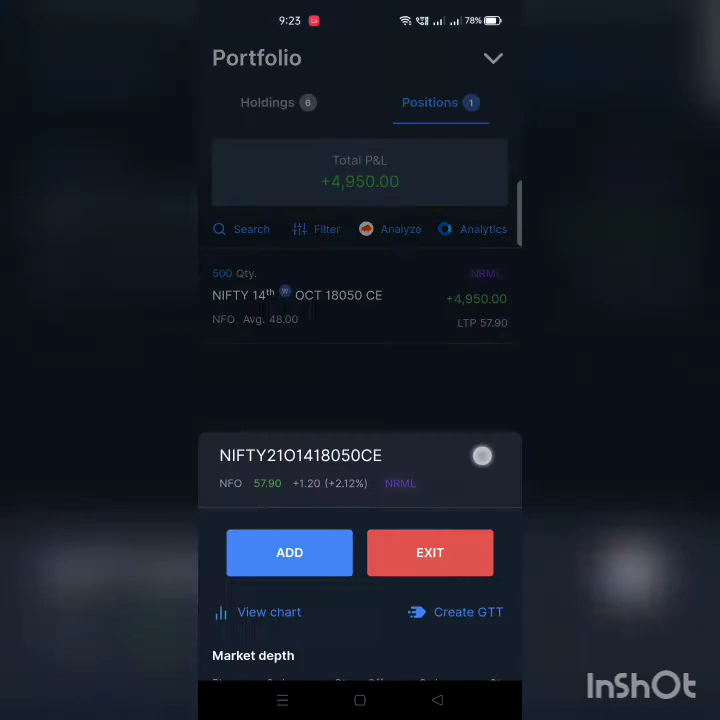 9:23 78%
Portfolio
Holdings 6 Positions 1
Total P&L
+4,950.00
Search Filter Analyze Analytics
500 Qty. NRML
NIFTY 14th W OCT 18050 CE +4,950.00
NFO Avg. 48.00 LTP 57.90
NIFTY21O1418050CE
NFO 57.90 +1.20 (+2.12%) NRML
ADD EXIT
View chart Create GTT
Market depth
InShOt